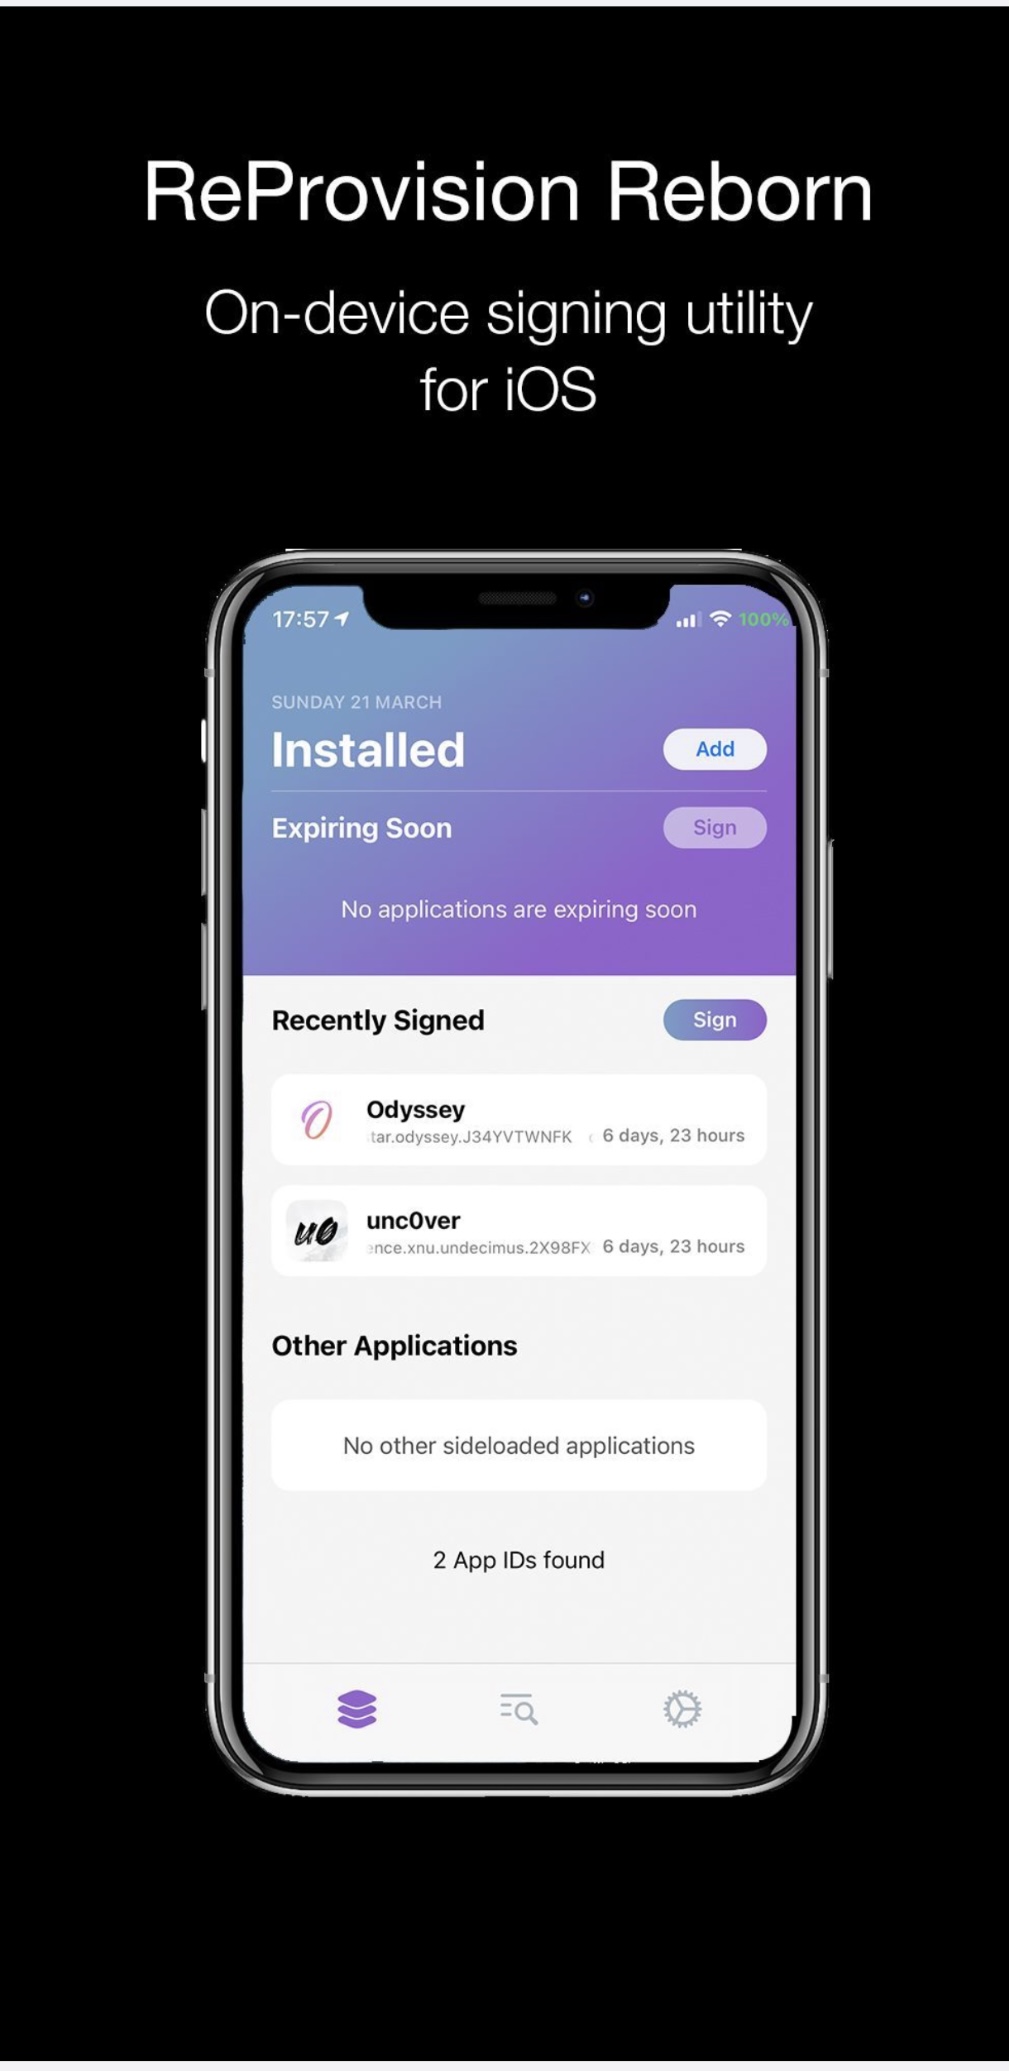 ReProvision Reborn
On-device signing utility
for iOS
17:57
100%
SUNDAY 21 MARCH
Installed
Add
Expiring Soon
Sign
No applications are expiring soon
Recently Signed
Sign
Odyssey
tar.odyssey.J34YVTWNFK
6 days, 23 hours
uo
unc0ver
ence.xnu.undecimus.2X98FX
6 days, 23 hours
Other Applications
No other sideloaded applications
2 App IDs found